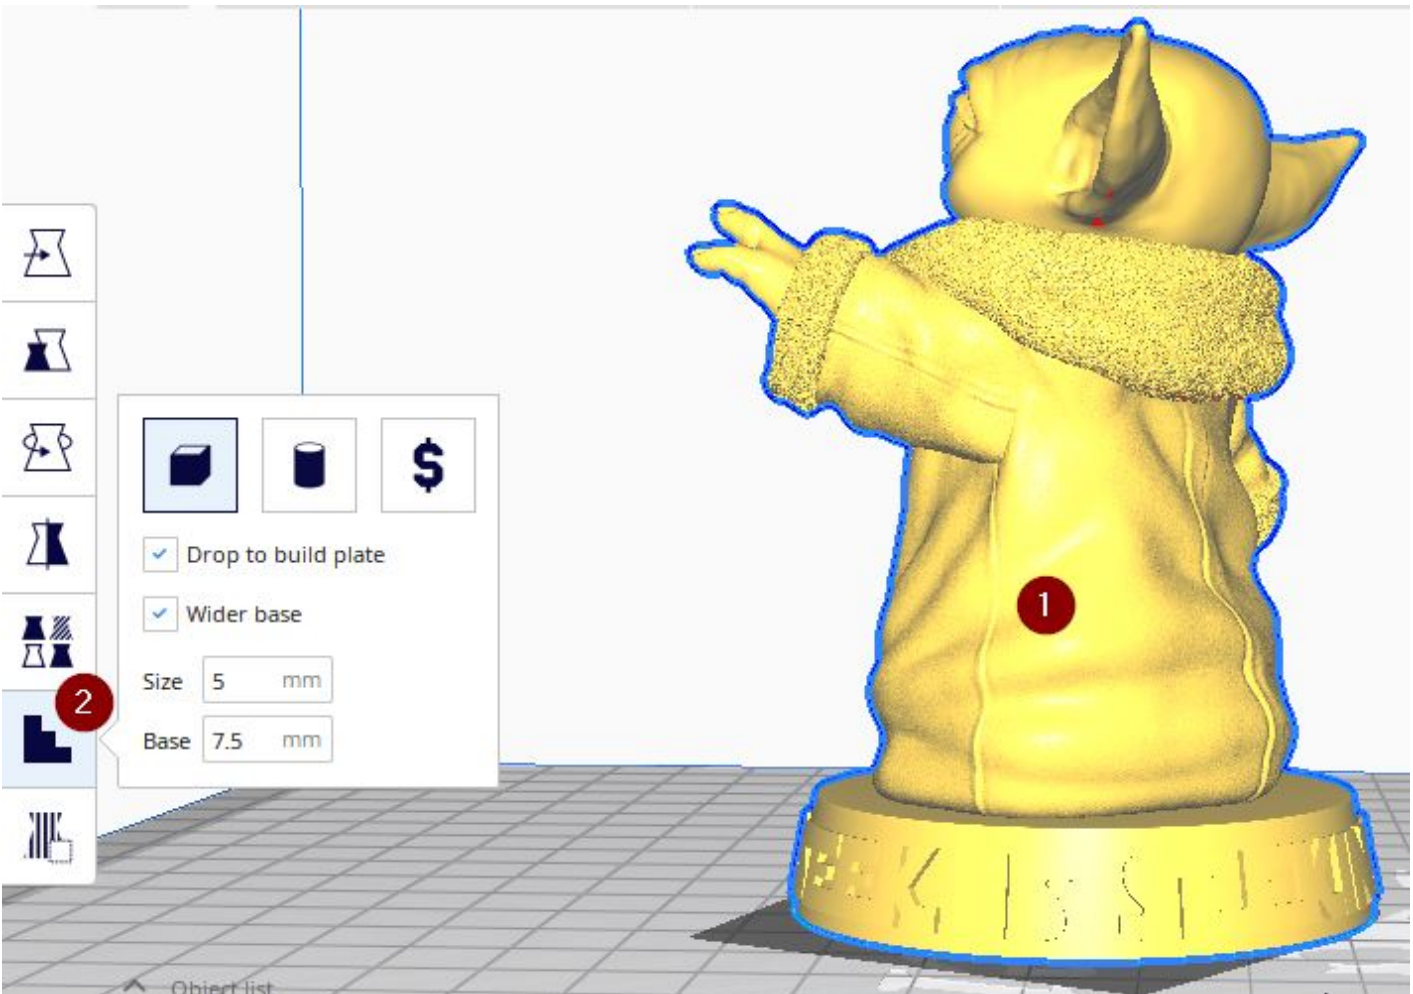 $
Drop to build plate
Wider base
Size 5 mm
Base 7.5 mm
1
2
Object list